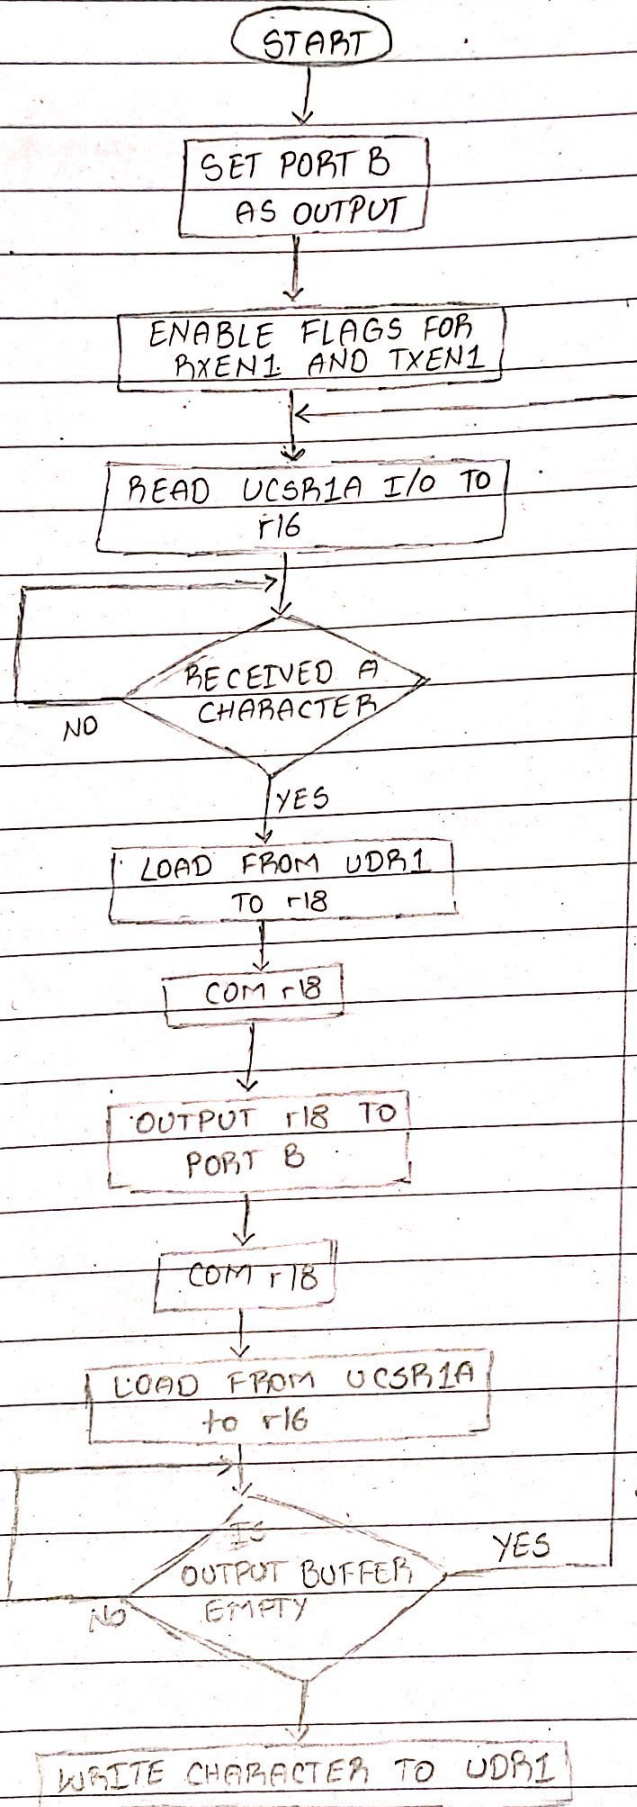 START
SET PORT B
AS OUTPUT
ENABLE FLAGS FOR
RXEN1 AND TXEN1
READ UCSR1A I/O TO
r16
RECEIVED A
CHARACTER
NO
YES
LOAD FROM UDR1
TO r18
COM r18
OUTPUT r18 TO
PORT B
COM r18
LOAD FROM UCSR1A
to r16
IS
OUTPUT BUFFER
EMPTY
YES
NO
WRITE CHARACTER TO UDR1